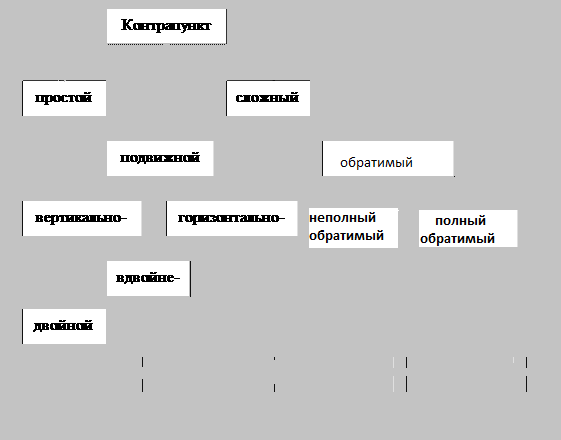 Контрапункт
простой
сложный
подвижной
обратимый
вертикально-
горизонтально-
неполный
обратимый
полный
обратимый
вдвойне-
двойной